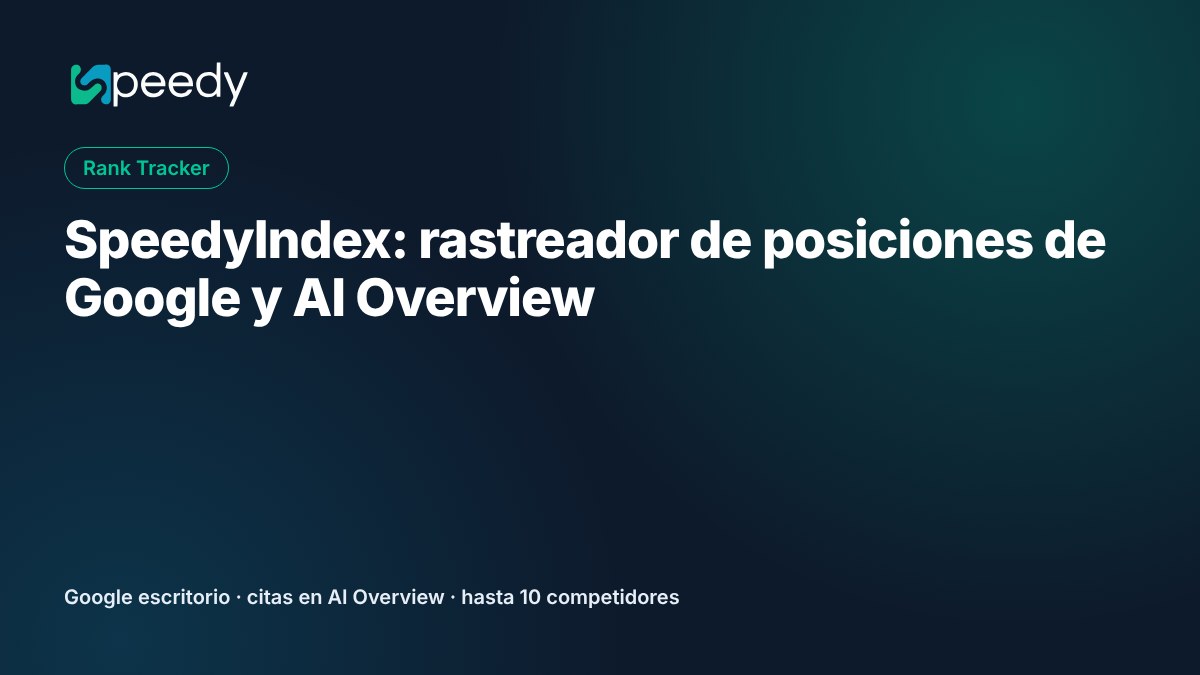 Speedy
Rank Tracker
SpeedyIndex: rastreador de posiciones de
Google y AI Overview
Google escritorio · citas en AI Overview · hasta 10 competidores